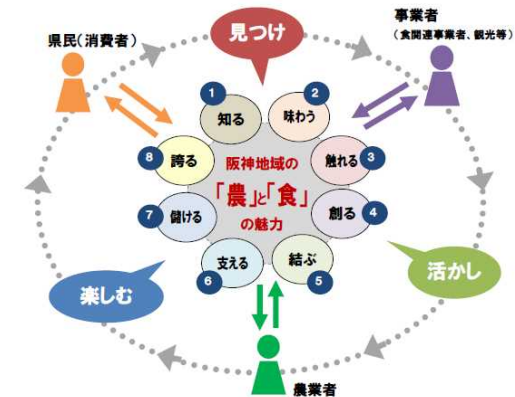 県民(消費者)
見つけ
事業者
(食関連事業者、観光等)
1
知る
2
味わう
8
誇る
触れる
3
阪神地域の
「農」と「食」
の魅力
7
儲ける
創る
4
支える
6
結ぶ
5
楽しむ
活かし
農業者